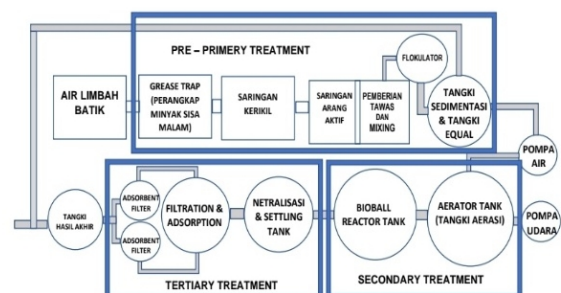 PRE – PRIMERY TREATMENT
FLOKULATOR
AIR LIMBAH
BATIK
GREASE TRAP
(PERANGKAP
MINYAK SISA
MALAM)
SARINGAN
KERIKIL
SARINGAN
ARANG
AKTIF
PEMBERIAN
TAWAS
DAN
MIXING
TANGKI
SEDIMENTASI
& TANGKI
EQUAL
POMPA
AIR
TANGKI
HASIL AKHIR
ADSORBENT
FILTER
ADSORBENT
FILTER
FILTRATION &
ADSORPTION
NETRALISASI
& SETTLING
TANK
BIOBALL
REACTOR TANK
AERATOR TANK
(TANGKI AERASI)
POMPA
UDARA
TERTIARY TREATMENT
SECONDARY TREATMENT